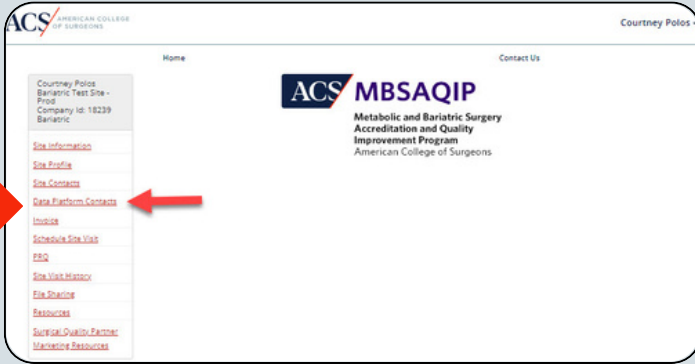 ACS AMERICAN COLLEGE
OF SURGEONS
Courtney Polos
Home
Contact Us
Courtney Polos
Bariatric Test Site -
Prod
Company Id: 18239
Bariatric
Site Information
Site Profile
Site Contacts
Data Platform Contacts
Invoice
Schedule Site Visit
PRQ
Site Visit History
File Sharing
Resources
Surgical Quality Partner
Marketing Resources
ACS MBSAQIP
Metabolic and Bariatric Surgery
Accreditation and Quality
Improvement Program
American College of Surgeons